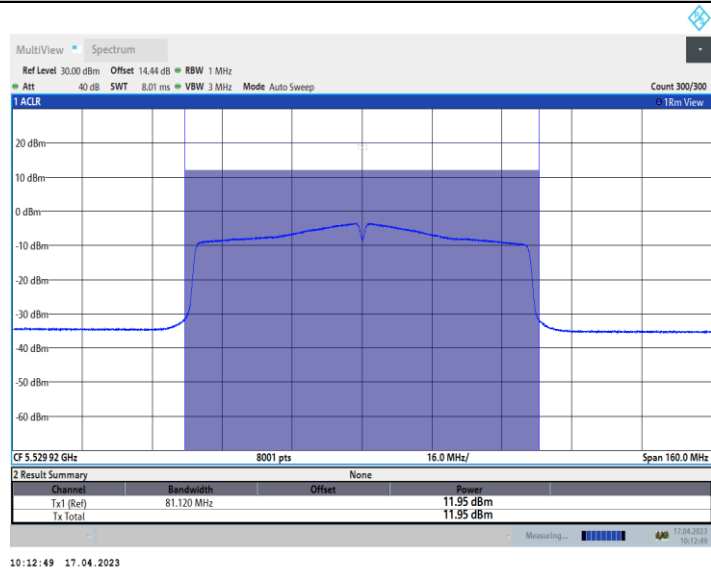 MultiView Spectrum
Ref Level 30.00 dBm Offset 14.44 dB RBW 1 MHz
Att 40 dB SWT 8.01 ms VBW 3 MHz Mode Auto Sweep Count 300/300
1 ACLR 1Rm View
20 dBm
10 dBm
0 dBm
-10 dBm
-20 dBm
-30 dBm
-40 dBm
-50 dBm
-60 dBm
CF 5.529 92 GHz 8001 pts 16.0 MHz/ Span 160.0 MHz
2 Result Summary None
Channel Bandwidth Offset Power
Tx1 (Ref) 81.120 MHz 11.95 dBm
Tx Total 11.95 dBm
Measuring... 17.04.2023
10:12:49
10:12:49 17.04.2023